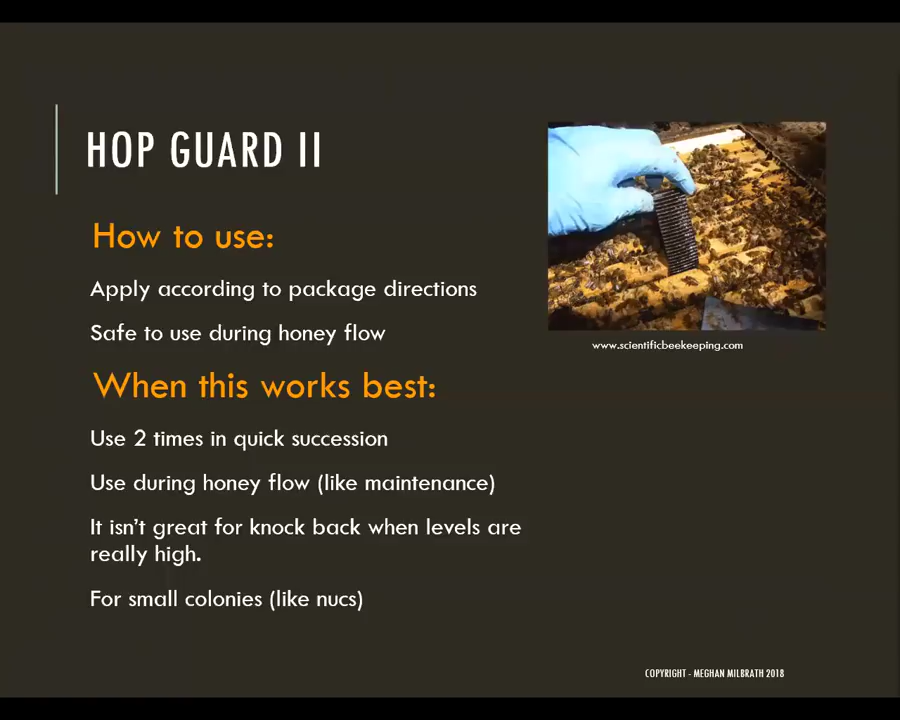 HOP GUARD II
How to use:
Apply according to package directions
Safe to use during honey flow
www.scientificbeekeeping.com
When this works best:
Use 2 times in quick succession
Use during honey flow (like maintenance)
It isn't great for knock back when levels are
really high.
For small colonies (like nucs)
COPYRIGHT - MEGHAN MILBRATH 2018